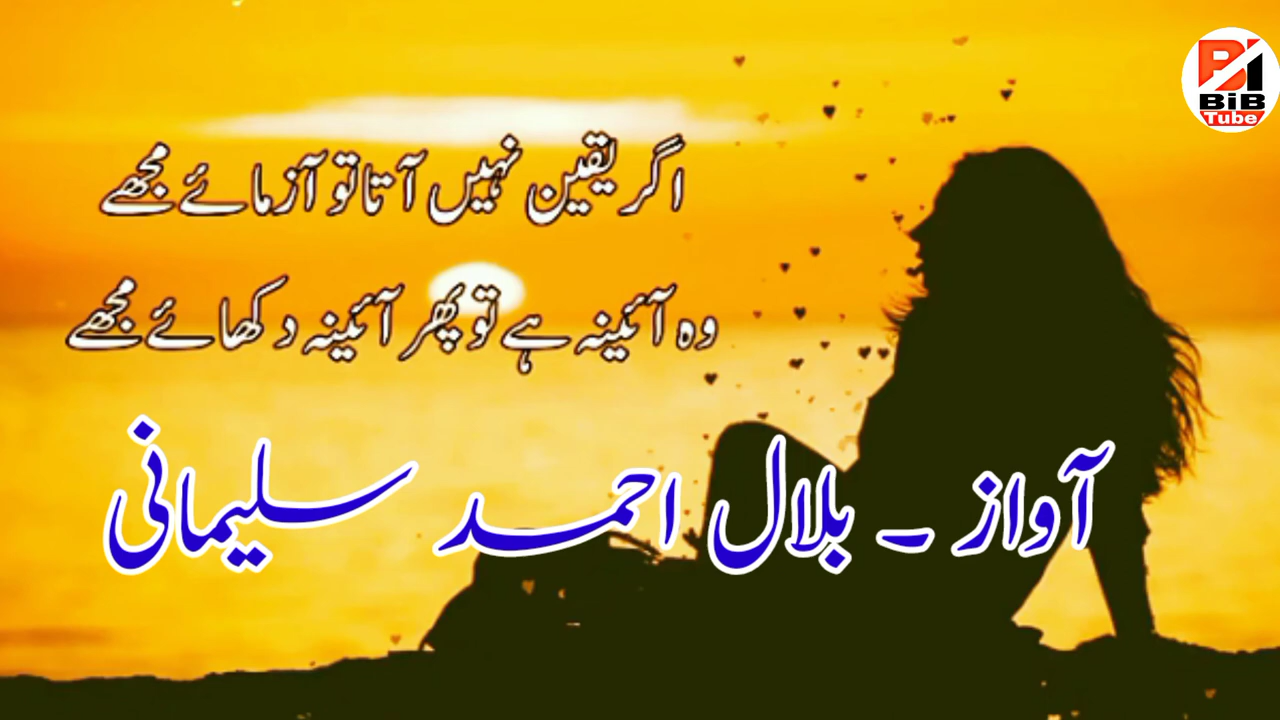 BiB
Tube
اگر یقین نہیں آتا تو آزمائے مجھے
وہ آئینہ ہے تو پھر آئینہ دکھائے مجھے
آواز ۔ بلال احمد سلیمانی